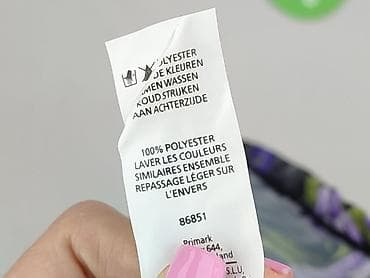 POLYESTER
DE KLEUREN
WASSEN
KOUD STRIJKEN
AAN ACHTERZIJDE
100% POLYESTER
LAVER LES COULEURS
SIMILAIRES ENSEMBLE
REPASSAGE LÉGER SUR
L'ENVERS
86851
Primark
644,